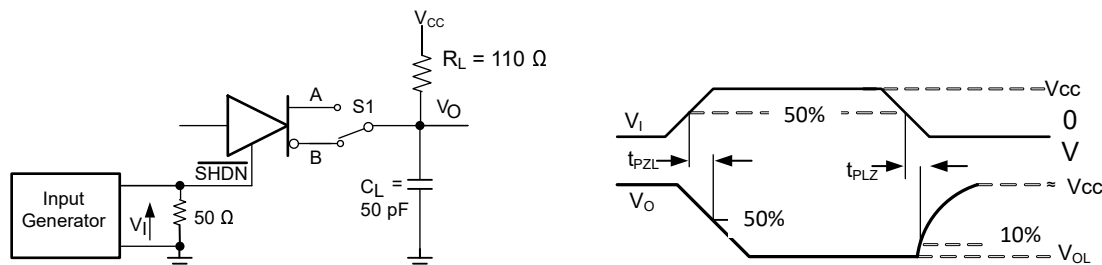 VCC
RL = 110 Ω
A
S1
VO
B
SHDN
CL =
50 pF
Input
Generator
VI
50 Ω
VCC
50%
0
V
VI
tPZL
tPLZ
≈ VCC
VO
50%
10%
VOL